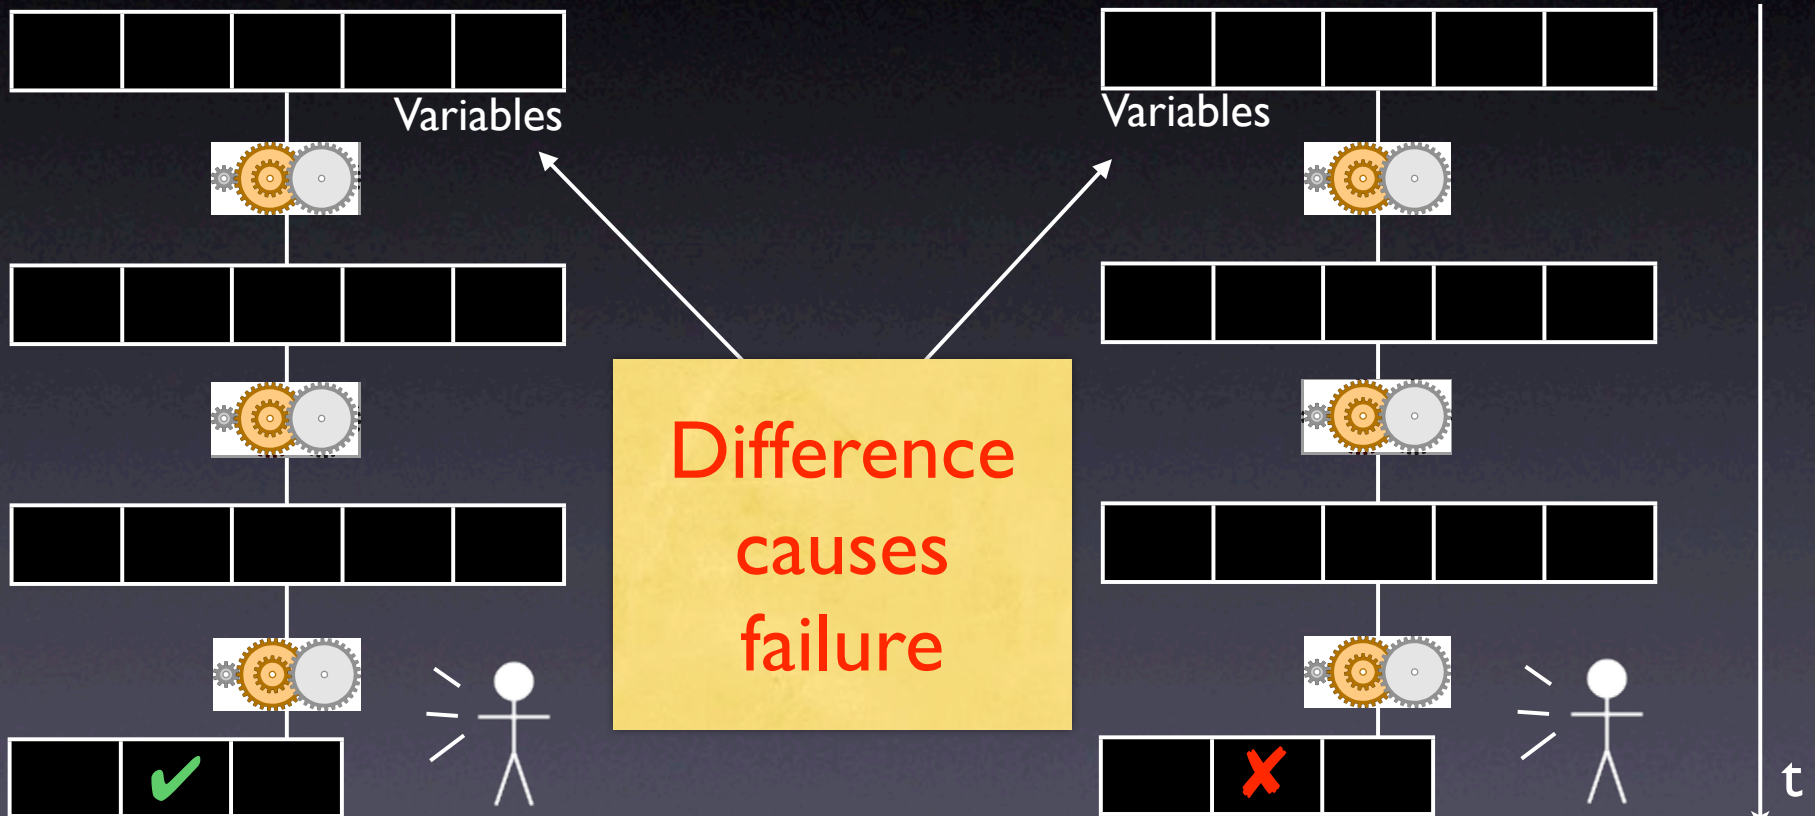 Variables
Variables
Difference
causes
failure
✔
✘
t